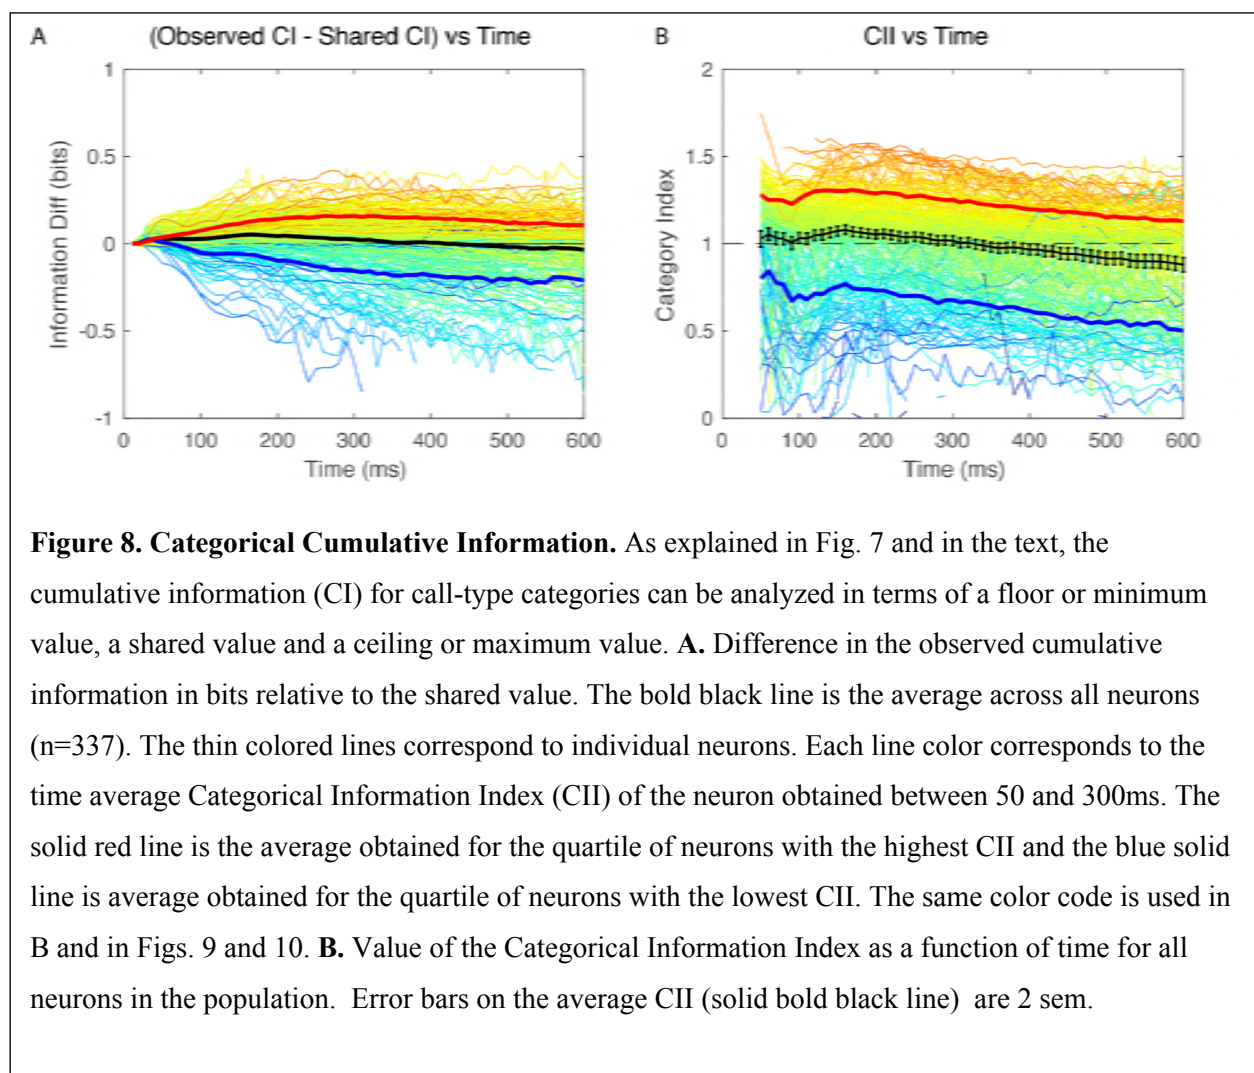 A (Observed CI - Shared CI) vs Time
1
0.5
0
-0.5
-1
Information Diff (bits)
0 100 200 300 400 500 600
Time (ms)
B CII vs Time
2
1.5
1
0.5
0
Category Index
0 100 200 300 400 500 600
Time (ms)
Figure 8. Categorical Cumulative Information. As explained in Fig. 7 and in the text, the
cumulative information (CI) for call-type categories can be analyzed in terms of a floor or minimum
value, a shared value and a ceiling or maximum value. A. Difference in the observed cumulative
information in bits relative to the shared value. The bold black line is the average across all neurons
(n=337). The thin colored lines correspond to individual neurons. Each line color corresponds to the
time average Categorical Information Index (CII) of the neuron obtained between 50 and 300ms. The
solid red line is the average obtained for the quartile of neurons with the highest CII and the blue solid
line is average obtained for the quartile of neurons with the lowest CII. The same color code is used in
B and in Figs. 9 and 10. B. Value of the Categorical Information Index as a function of time for all
neurons in the population.  Error bars on the average CII (solid bold black line)  are 2 sem.